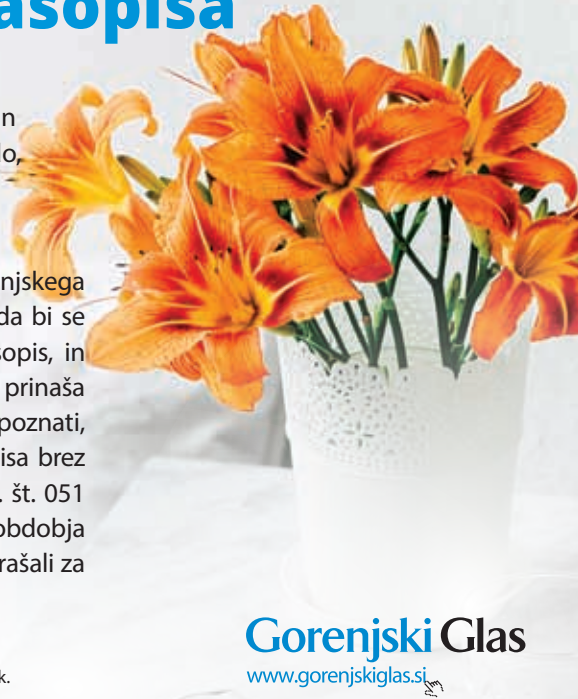 asopisa
n
lo,
njskega
da bi se
sopis, in
prinaša
poznati,
isa brez
. št. 051
obdobja
rašali za
k.
Gorenjski Glas
www.gorenjskiglas.si